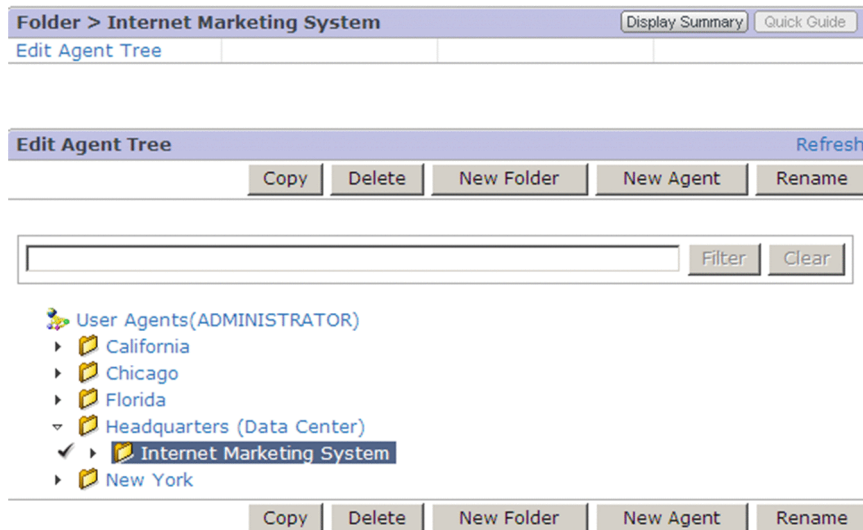 Folder > Internet Marketing System Display Summary Quick Guide
Edit Agent Tree
Edit Agent Tree Refresh
Copy Delete New Folder New Agent Rename
Filter Clear
User Agents(ADMINISTRATOR)
California
Chicago
Florida
Headquarters (Data Center)
Internet Marketing System
New York
Copy Delete New Folder New Agent Rename